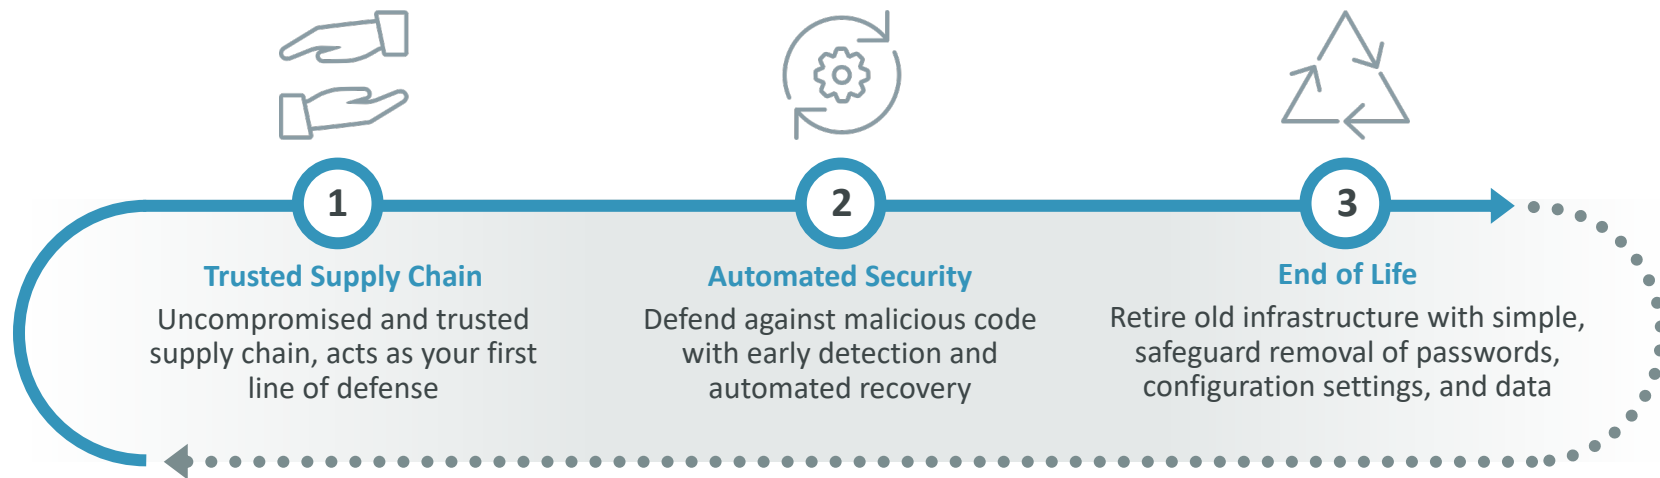 1
Trusted Supply Chain
Uncompromised and trusted
supply chain, acts as your first
line of defense
2
Automated Security
Defend against malicious code
with early detection and
automated recovery
3
End of Life
Retire old infrastructure with simple,
safeguard removal of passwords,
configuration settings, and data